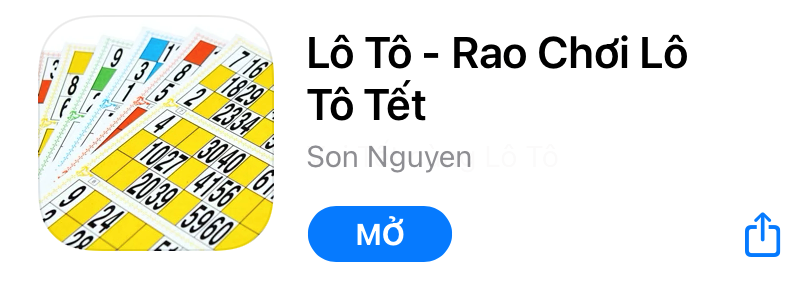 Lô Tô - Rao Chơi Lô
Tô Tết
Son Nguyen
MỞ